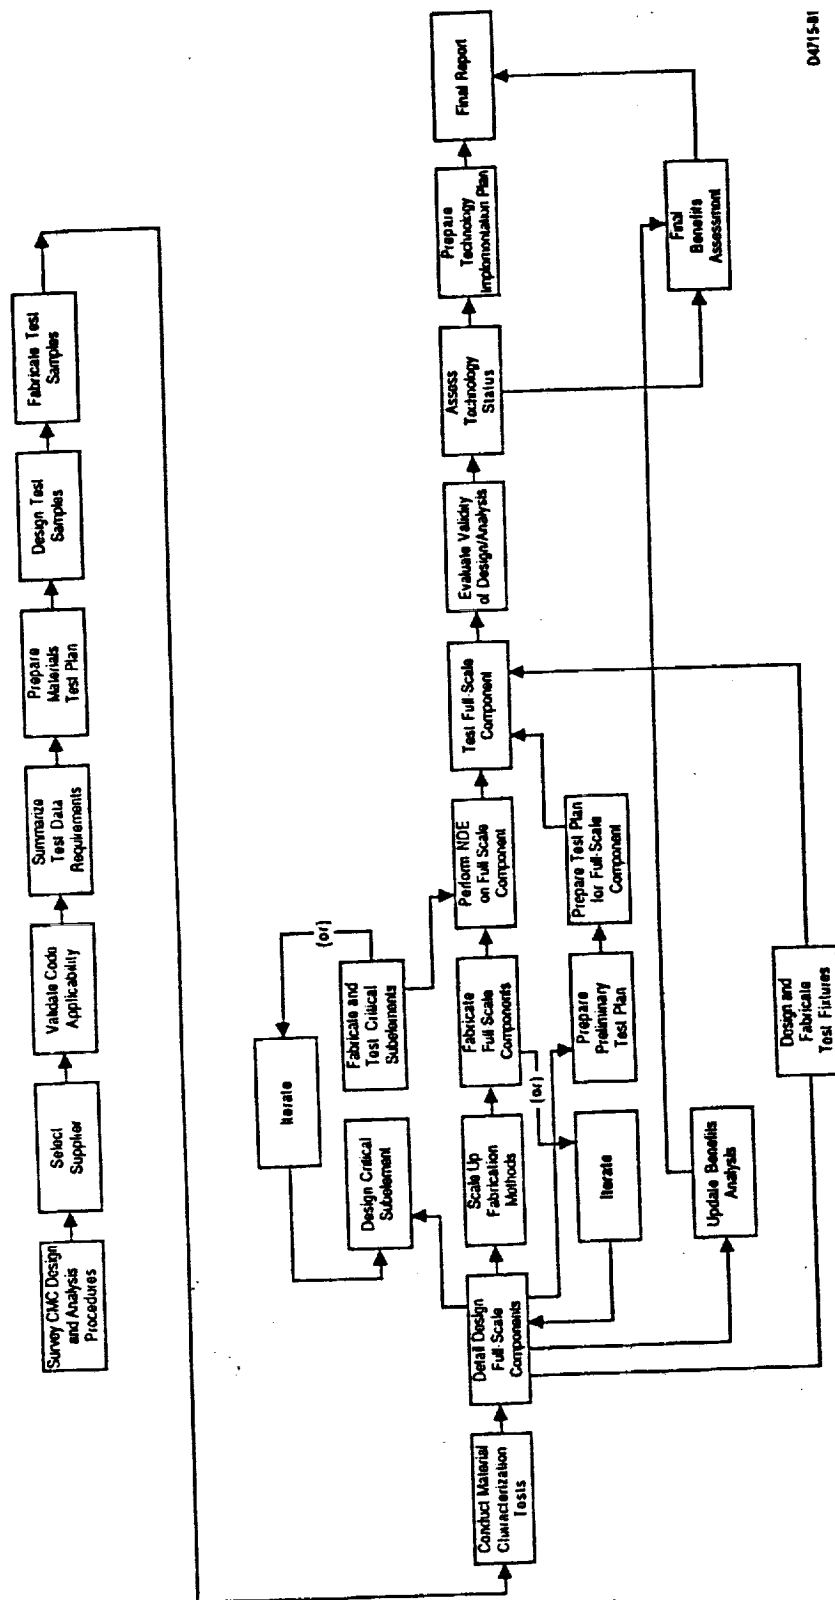 Survey CMC Design
and Analysis
Procedures
Select
Supplier
Validate Code
Applicability
Summarize
Test Data
Requirements
Prepare
Materials
Test Plan
Design Test
Samples
Fabricate Test
Samples
Iterate
(or)
Design Critical
Subelement
Fabricate and
Test Critical
Subelements
Conduct Material
Characterization
Tests
Detail Design
Full-Scale
Components
Scale Up
Fabrication
Methods
Fabricate
Full Scale
Components
Perform NDE
on Full Scale
Component
Test Full-Scale
Component
Evaluate Validity
of Design/Analysis
Assess
Technology
Status
Prepare
Technology
Implementation Plan
Final Report
(or)
Iterate
Prepare
Preliminary
Test Plan
Prepare Test Plan
for Full-Scale
Component
Update Benefits
Analysis
Final
Benefits
Assessment
Design and
Fabricate
Test Fixtures
D4715-81